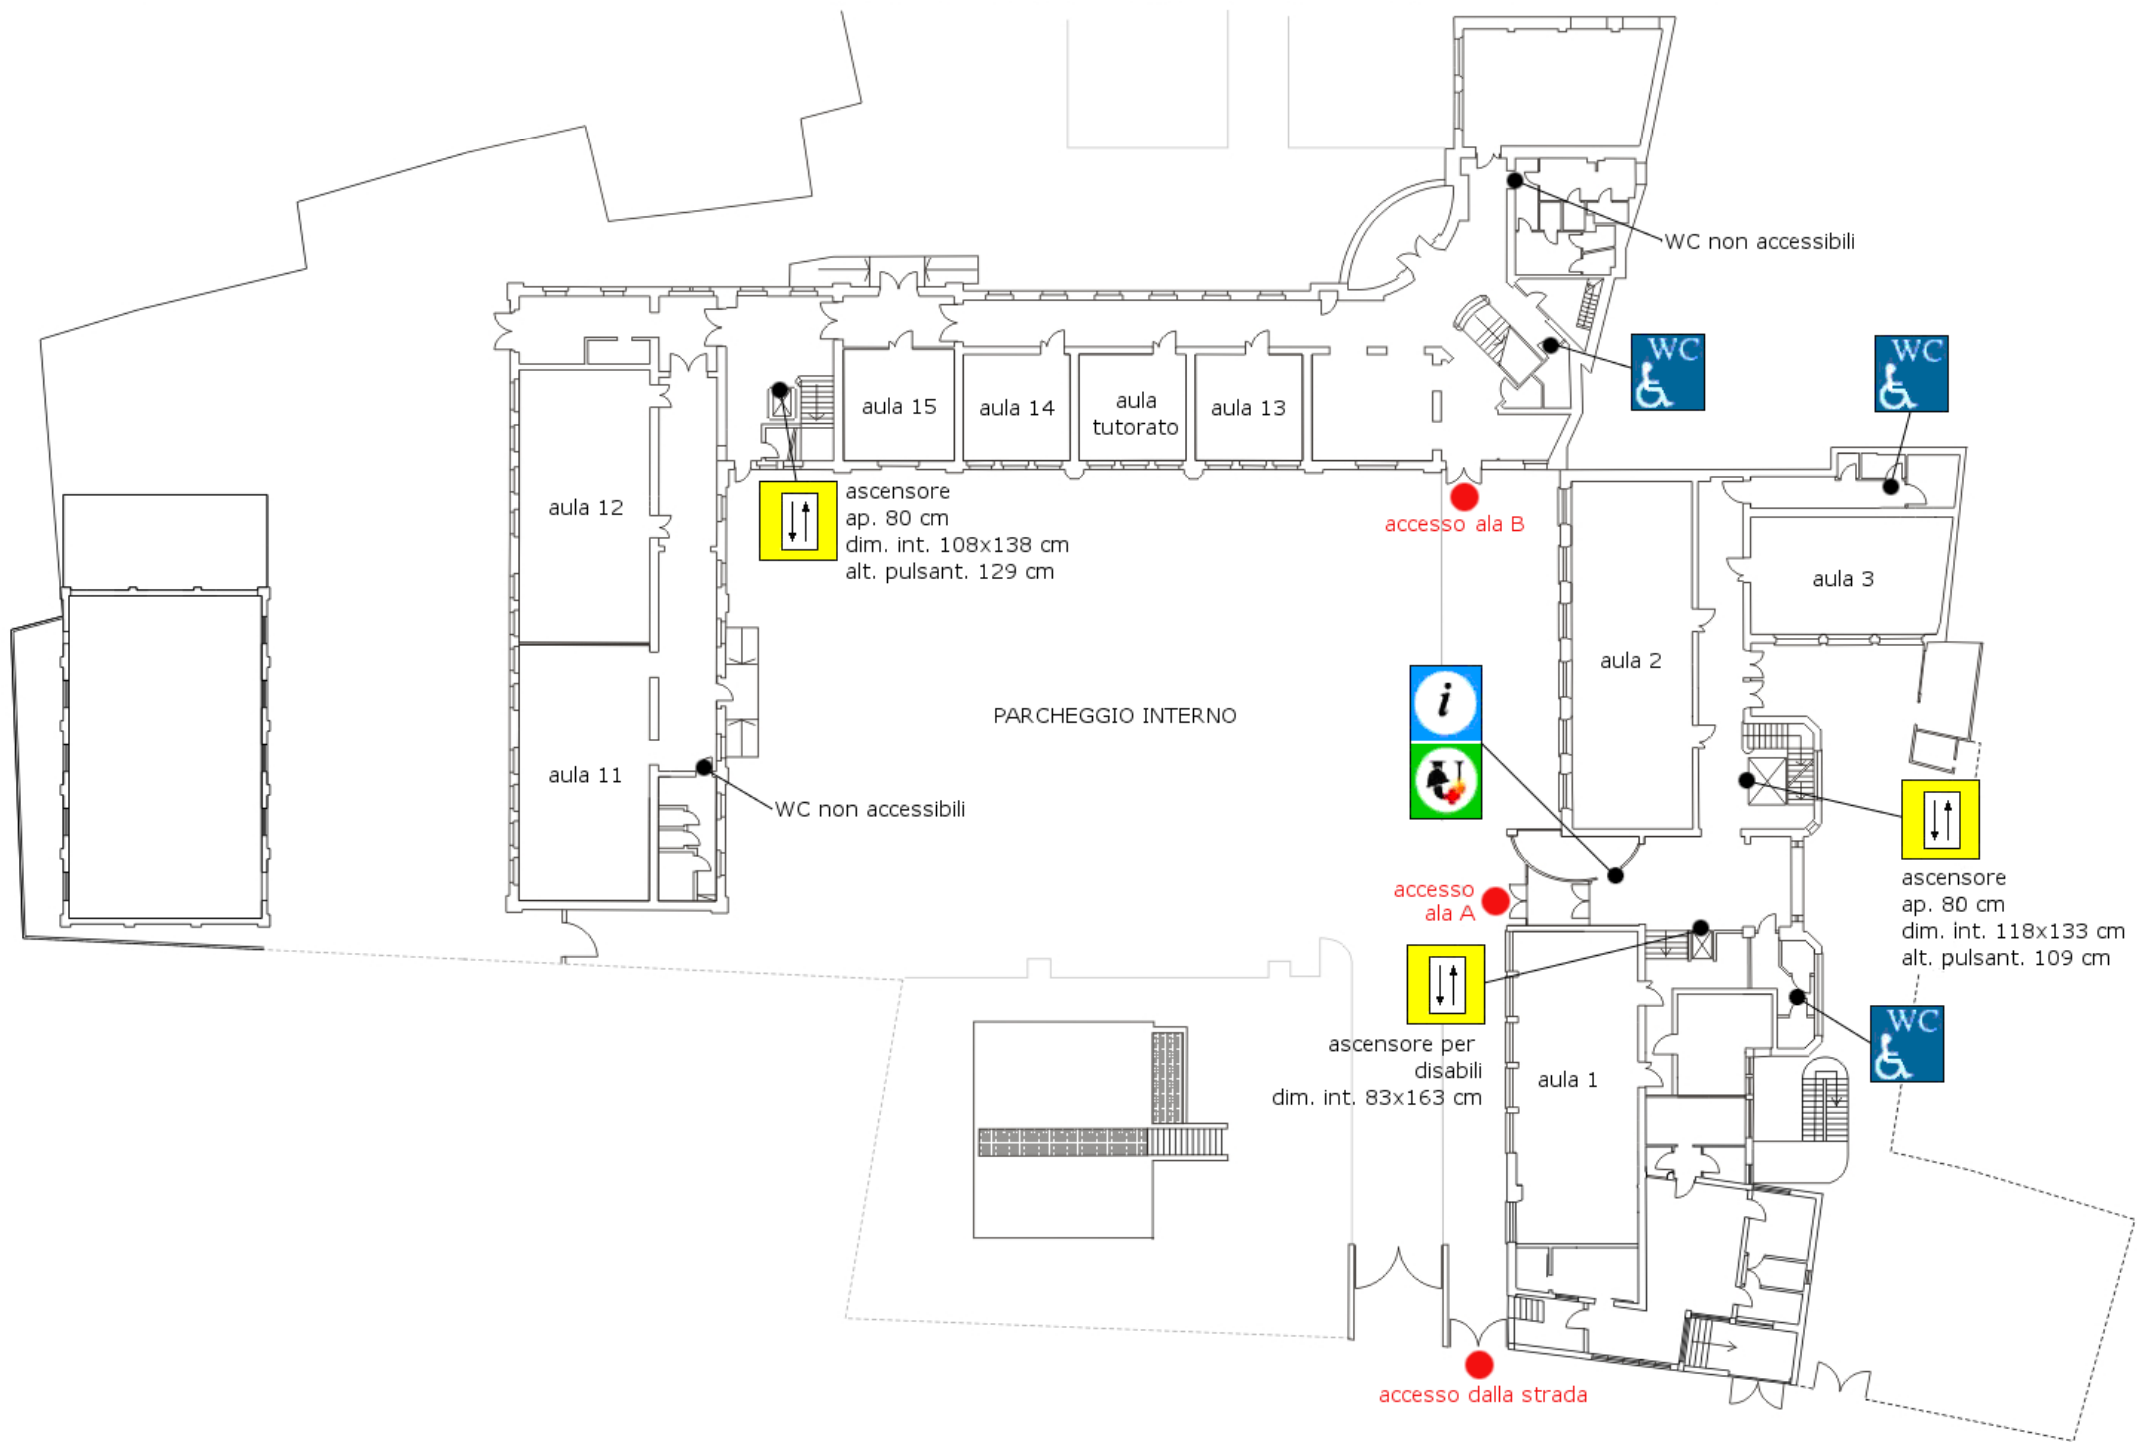 WC non accessibili
WC
WC
aula 15
aula 14
aula
tutorato
aula 13
aula 12
ascensore
ap. 80 cm
dim. int. 108x138 cm
alt. pulsant. 129 cm
accesso ala B
aula 3
aula 2
i
PARCHEGGIO INTERNO
aula 11
WC non accessibili
accesso
ala A
ascensore
ap. 80 cm
dim. int. 118x133 cm
alt. pulsant. 109 cm
WC
ascensore per
disabili
dim. int. 83x163 cm
aula 1
accesso dalla strada